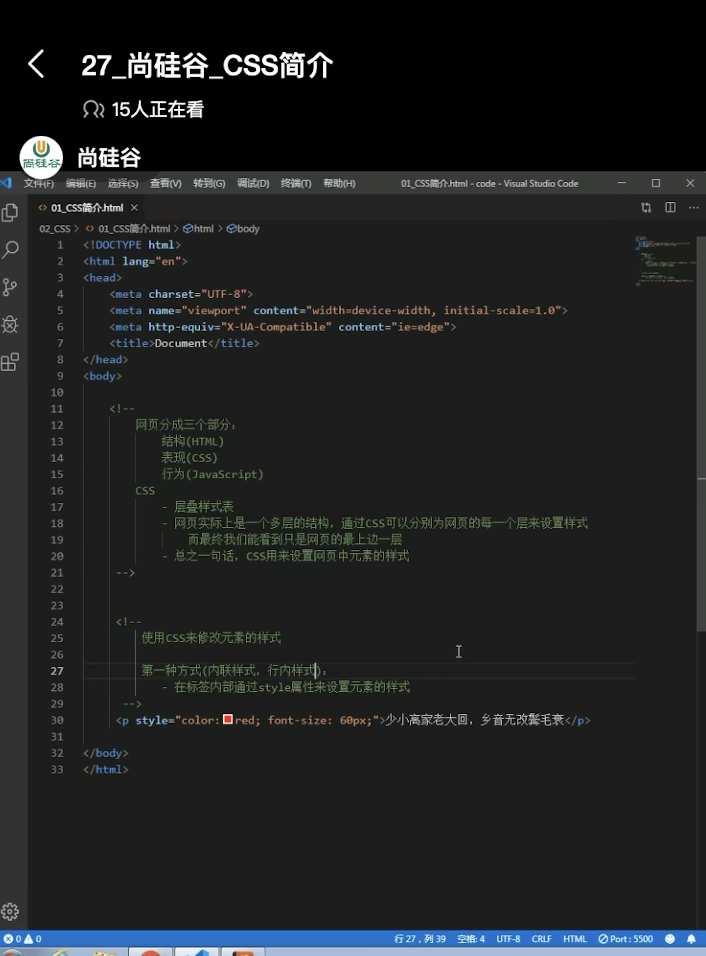 27_尚硅谷_CSS简介
15人正在看
尚硅谷
尚硅谷
文件(F) 编辑(E) 选择(S) 查看(V) 转到(G) 调试(D) 终端(T) 帮助(H) 01_CSS简介.html - code - Visual Studio Code
01_CSS简介.html
02_CSS > 01_CSS简介.html > html > body
1 <!DOCTYPE html>
2 <html lang="en">
3 <head>
4 <meta charset="UTF-8">
5 <meta name="viewport" content="width=device-width, initial-scale=1.0">
6 <meta http-equiv="X-UA-Compatible" content="ie=edge">
7 <title>Document</title>
8 </head>
9 <body>
10
11 <!--
12 网页分成三个部分：
13 结构(HTML)
14 表现(CSS)
15 行为(JavaScript)
16 CSS
17 - 层叠样式表
18 - 网页实际上是一个多层的结构，通过CSS可以分别为网页的每一个层来设置样式
19 而最终我们能看到只是网页的最上边一层
20 - 总之一句话，CSS用来设置网页中元素的样式
21 -->
22
23
24 <!--
25 使用CSS来修改元素的样式
26
27 第一种方式(内联样式，行内样式)：
28 - 在标签内部通过style属性来设置元素的样式
29 -->
30 <p style="color:red; font-size: 60px;">少小离家老大回，乡音无改鬓毛衰</p>
31
32 </body>
33 </html>
0 0 行 27，列 39 空格: 4 UTF-8 CRLF HTML Port : 5500